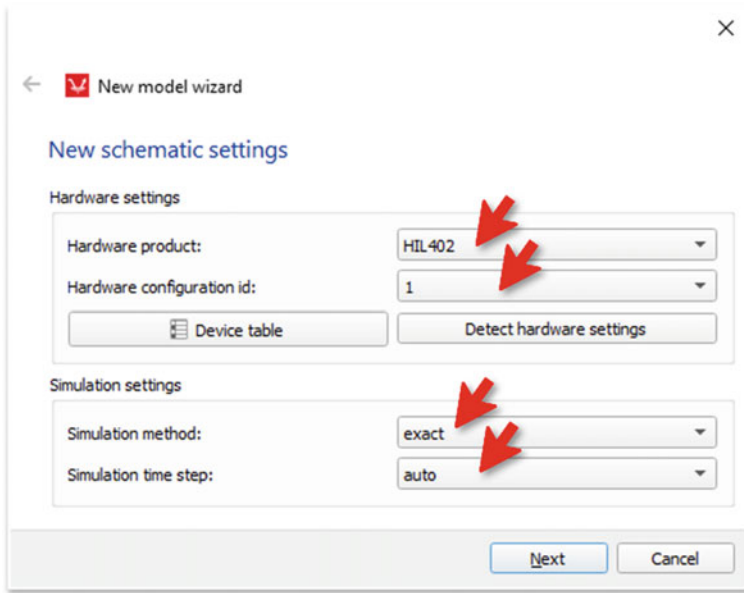 New model wizard
New schematic settings
Hardware settings
Hardware product: HIL402
Hardware configuration id: 1
Device table Detect hardware settings
Simulation settings
Simulation method: exact
Simulation time step: auto
Next Cancel